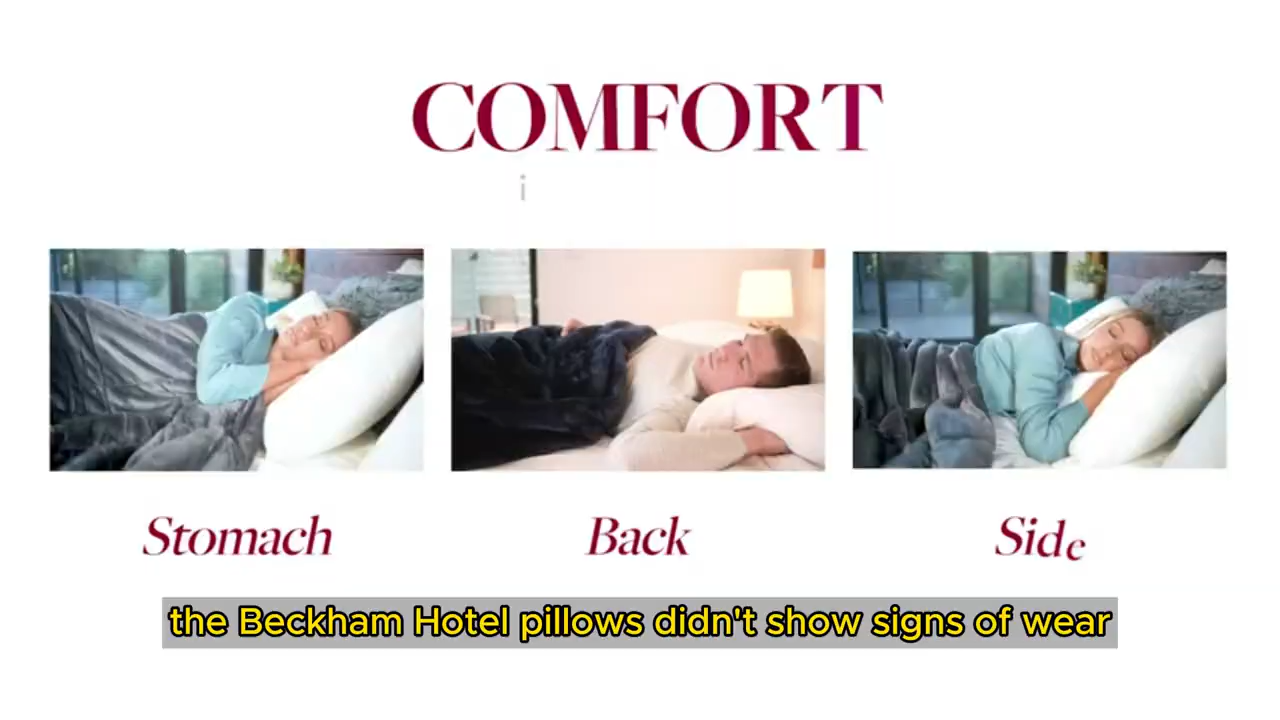 COMFORT
i
Stomach
Back
Side
the Beckham Hotel pillows didn't show signs of wear